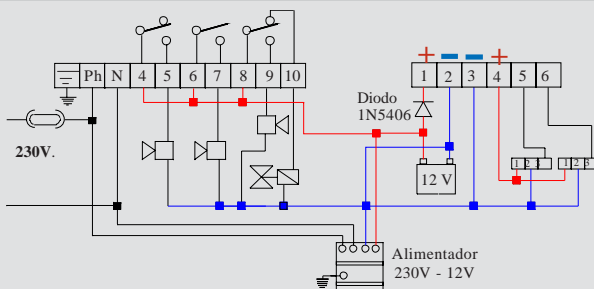 + − − +
Ph N 4 5 6 7 8 9 10
1 2 3 4 5 6
Diodo
1N5406
230V.
12 V
1 2 3
1 2 3
Alimentador
230V - 12V